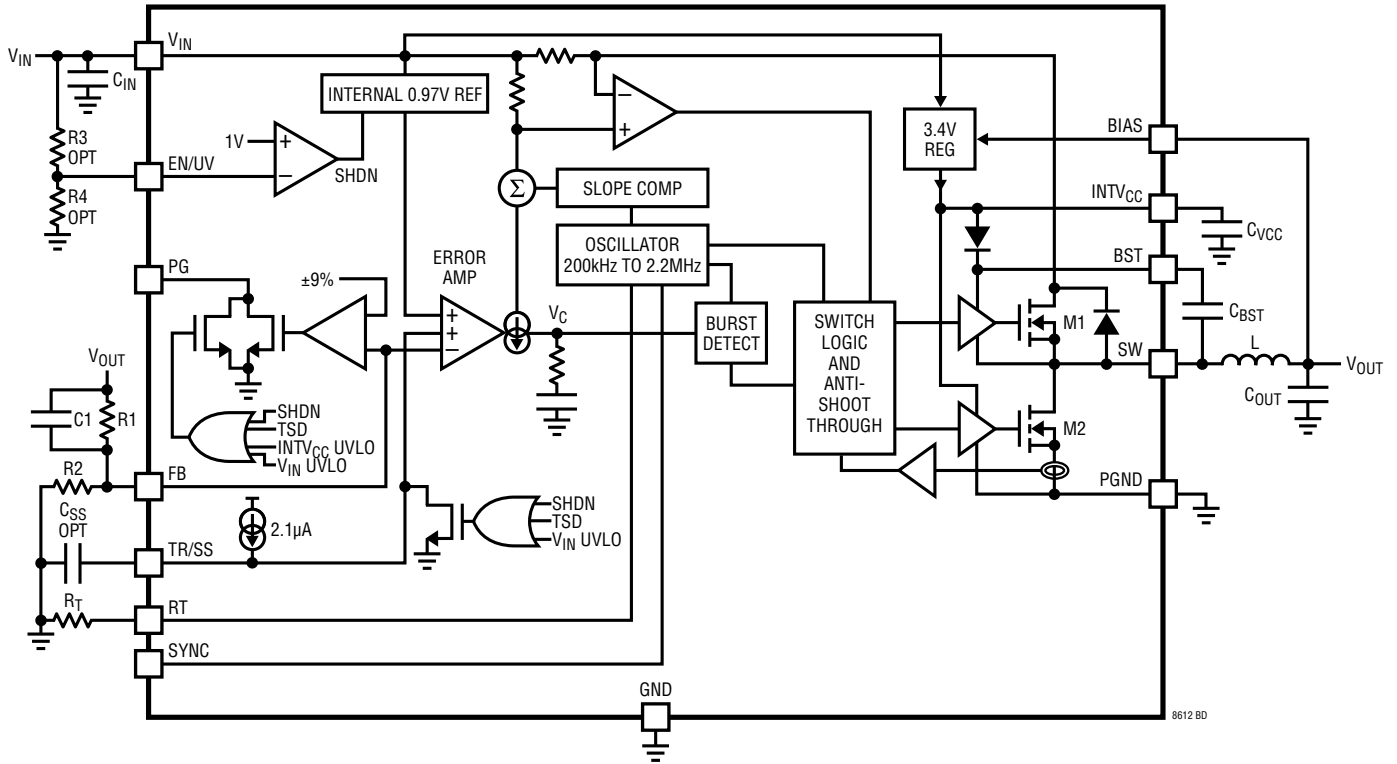 VIN
VIN
CIN
R3
OPT
EN/UV
R4
OPT
1V
+
–
SHDN
INTERNAL 0.97V REF
–
+
Σ
SLOPE COMP
OSCILLATOR
200kHz TO 2.2MHz
3.4V
REG
BIAS
INTVCC
CVCC
BST
CBST
PG
±9%
ERROR
AMP
+
+
–
VC
BURST
DETECT
SWITCH
LOGIC
AND
ANTI-
SHOOT
THROUGH
M1
SW
L
VOUT
COUT
M2
PGND
VOUT
C1
R1
SHDN
TSD
INTVCC UVLO
VIN UVLO
R2
FB
CSS
OPT
2.1µA
SHDN
TSD
VIN UVLO
TR/SS
RT
RT
SYNC
GND
8612 BD